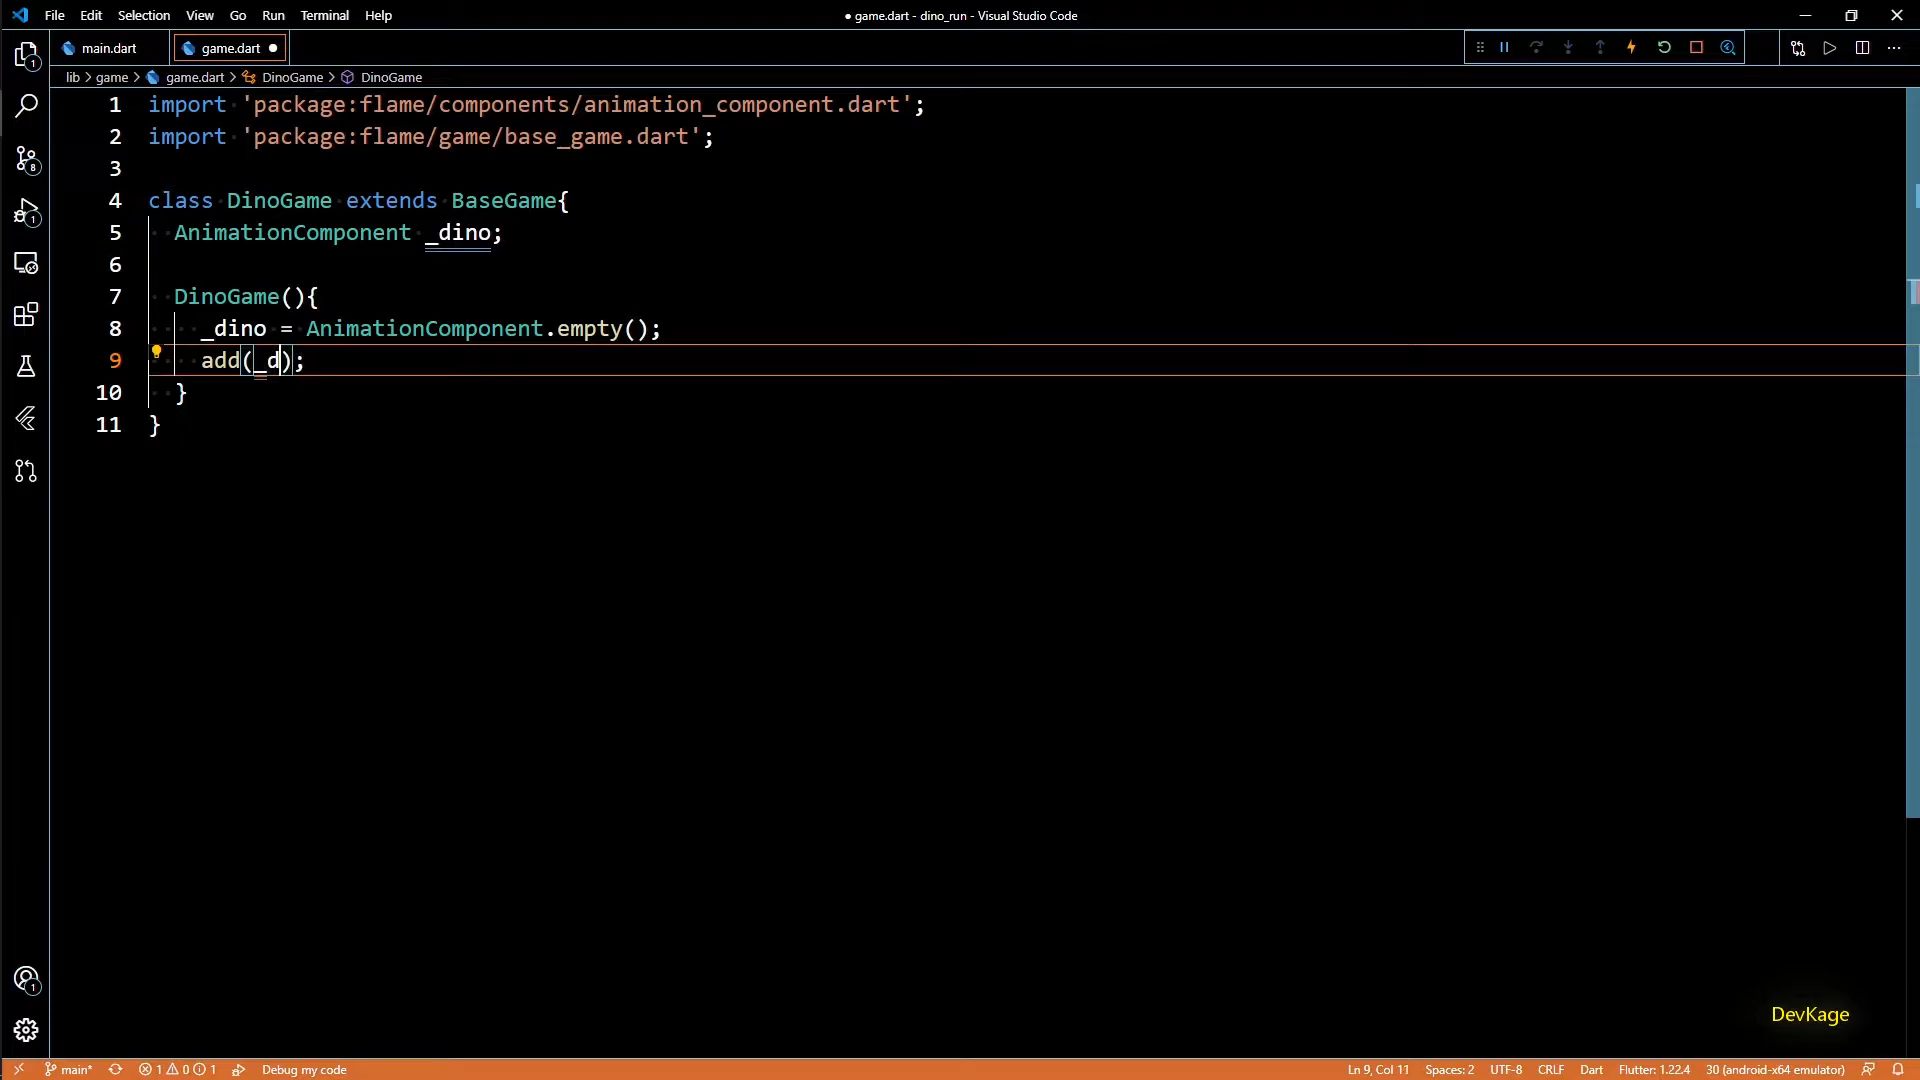 File Edit Selection View Go Run Terminal Help
● game.dart - dino_run - Visual Studio Code
main.dart
game.dart ●
lib > game > game.dart > DinoGame > DinoGame
1 import 'package:flame/components/animation_component.dart';
2 import 'package:flame/game/base_game.dart';
3
4 class DinoGame extends BaseGame{
5 AnimationComponent _dino;
6
7 DinoGame(){
8 _dino = AnimationComponent.empty();
9 add(_d);
10 }
11 }
1
8
1
1
DevKage
main* 1 0 1 Debug my code
Ln 9, Col 11 Spaces: 2 UTF-8 CRLF Dart Flutter: 1.22.4 30 (android-x64 emulator)